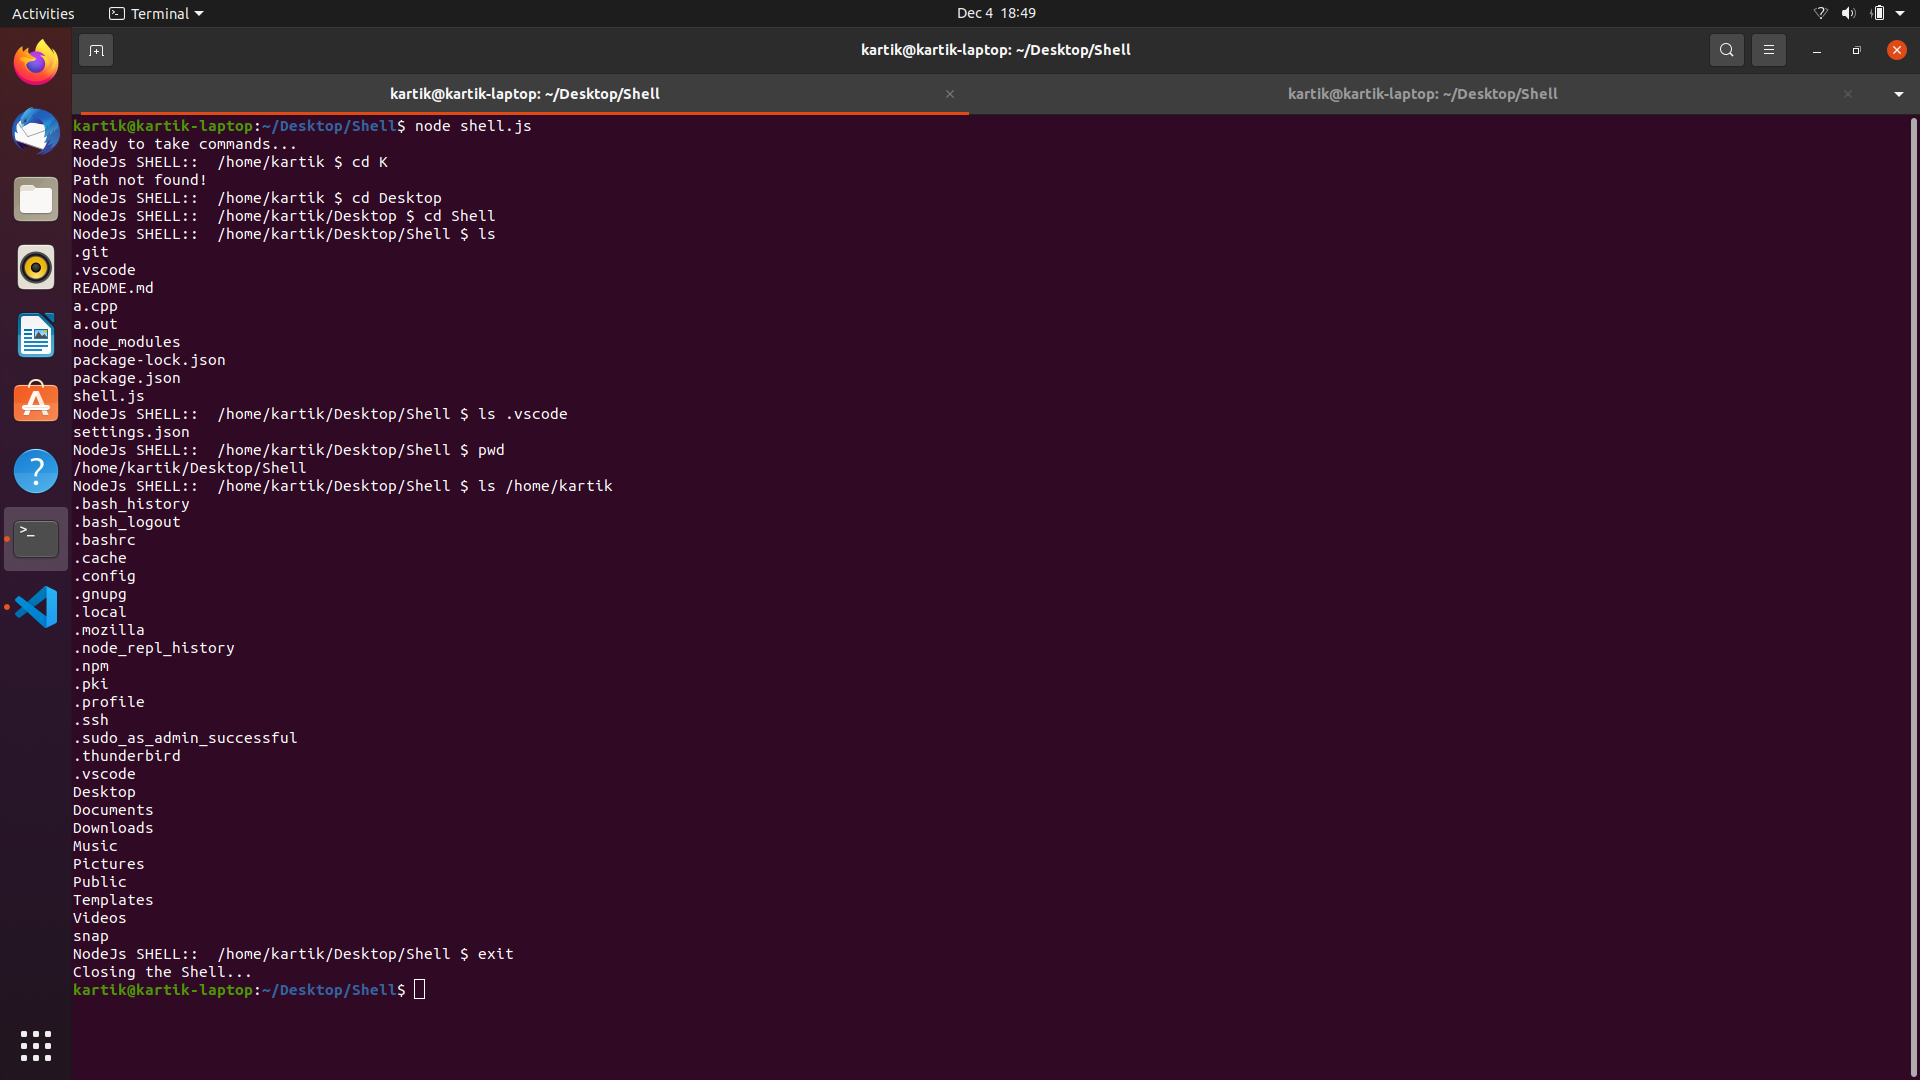 Activities
Terminal
Dec 4 18:49
kartik@kartik-laptop: ~/Desktop/Shell
kartik@kartik-laptop: ~/Desktop/Shell
kartik@kartik-laptop: ~/Desktop/Shell
kartik@kartik-laptop:~/Desktop/Shell$ node shell.js
Ready to take commands...
NodeJs SHELL::  /home/kartik $ cd K
Path not found!
NodeJs SHELL::  /home/kartik $ cd Desktop
NodeJs SHELL::  /home/kartik/Desktop $ cd Shell
NodeJs SHELL::  /home/kartik/Desktop/Shell $ ls
.git
.vscode
README.md
a.cpp
a.out
node_modules
package-lock.json
package.json
shell.js
NodeJs SHELL::  /home/kartik/Desktop/Shell $ ls .vscode
settings.json
NodeJs SHELL::  /home/kartik/Desktop/Shell $ pwd
/home/kartik/Desktop/Shell
NodeJs SHELL::  /home/kartik/Desktop/Shell $ ls /home/kartik
.bash_history
.bash_logout
.bashrc
.cache
.config
.gnupg
.local
.mozilla
.node_repl_history
.npm
.pki
.profile
.ssh
.sudo_as_admin_successful
.thunderbird
.vscode
Desktop
Documents
Downloads
Music
Pictures
Public
Templates
Videos
snap
NodeJs SHELL::  /home/kartik/Desktop/Shell $ exit
Closing the Shell...
kartik@kartik-laptop:~/Desktop/Shell$